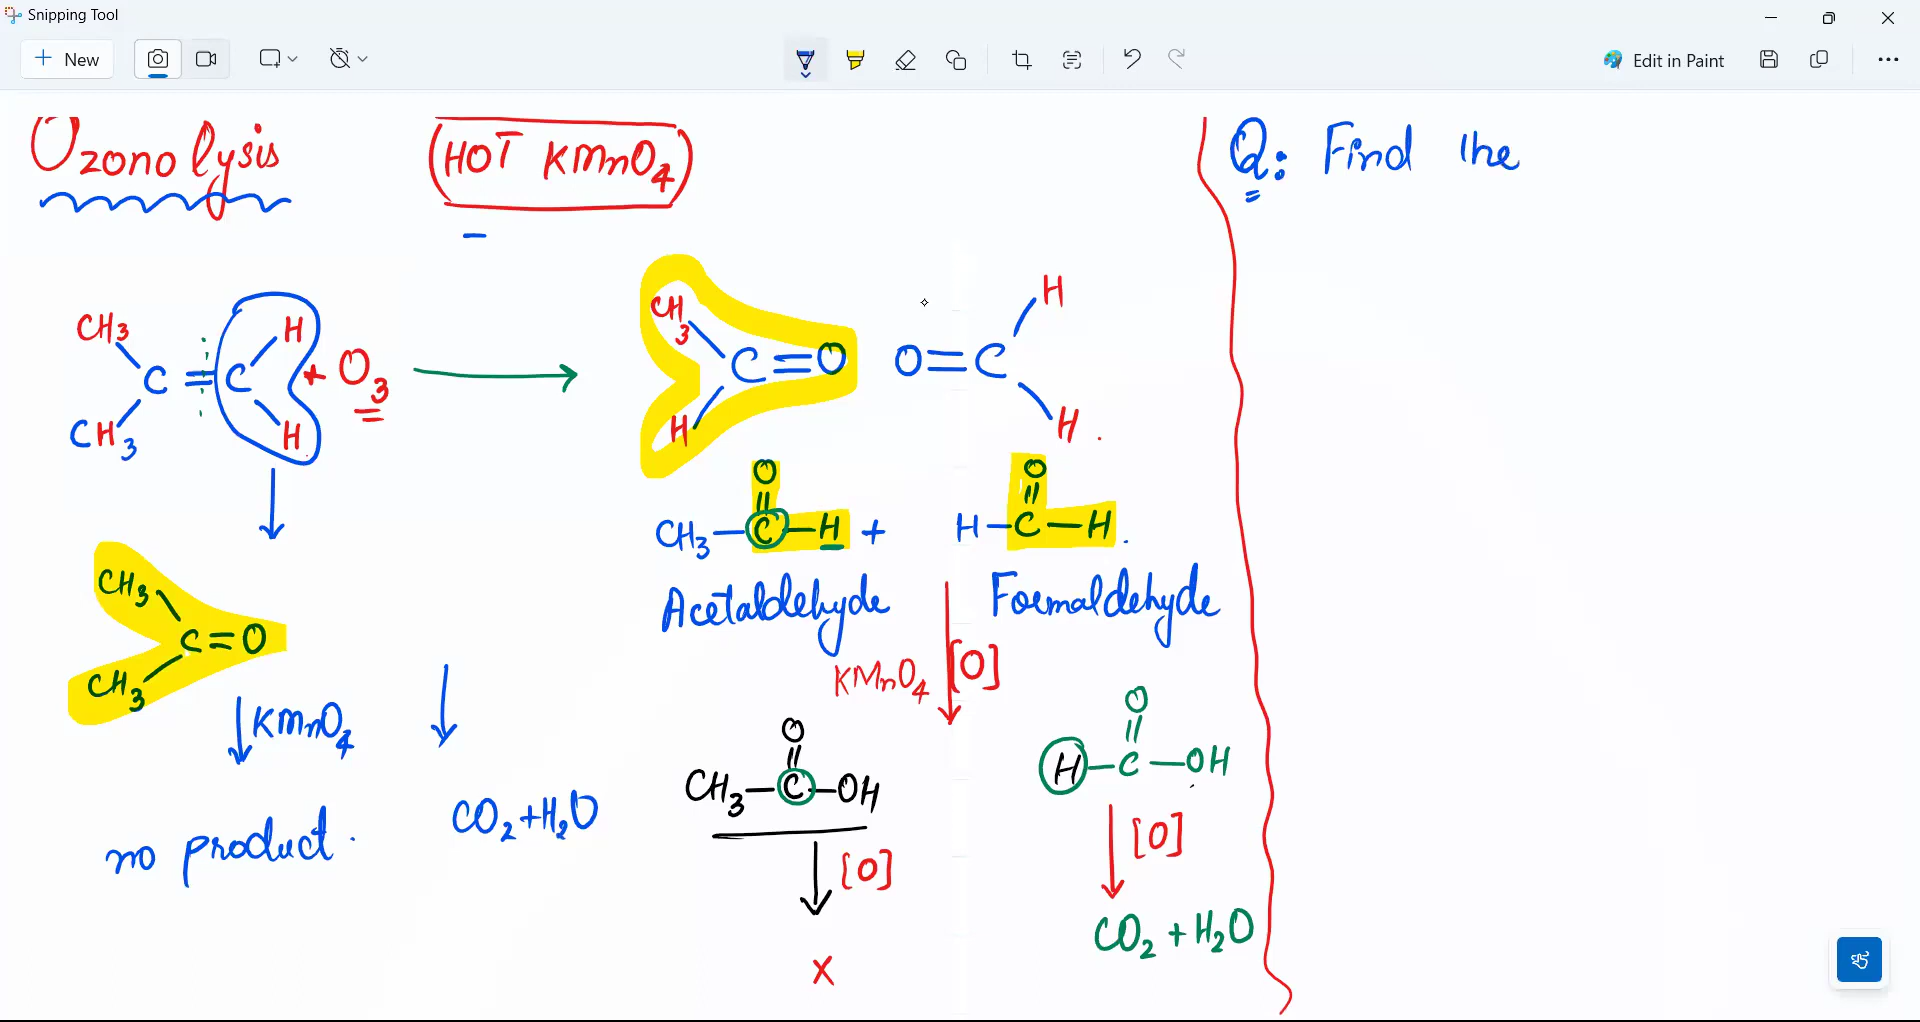 Snipping Tool
New
Edit in Paint
Ozonolysis
(HOT KMnO4)
CH3
C = C
H
CH3
H
+ O3
CH3
C = O
CH3
KMnO4
no product.
CO2 + H2O
CH3
C = O
H
O = C
H
H
O
CH3 — C — H +
O
H — C — H.
Acetaldehyde
Formaldehyde
KMnO4 [O]
O
CH3 — C — OH
[O]
X
O
H — C — OH
[O]
CO2 + H2O
Q: Find the